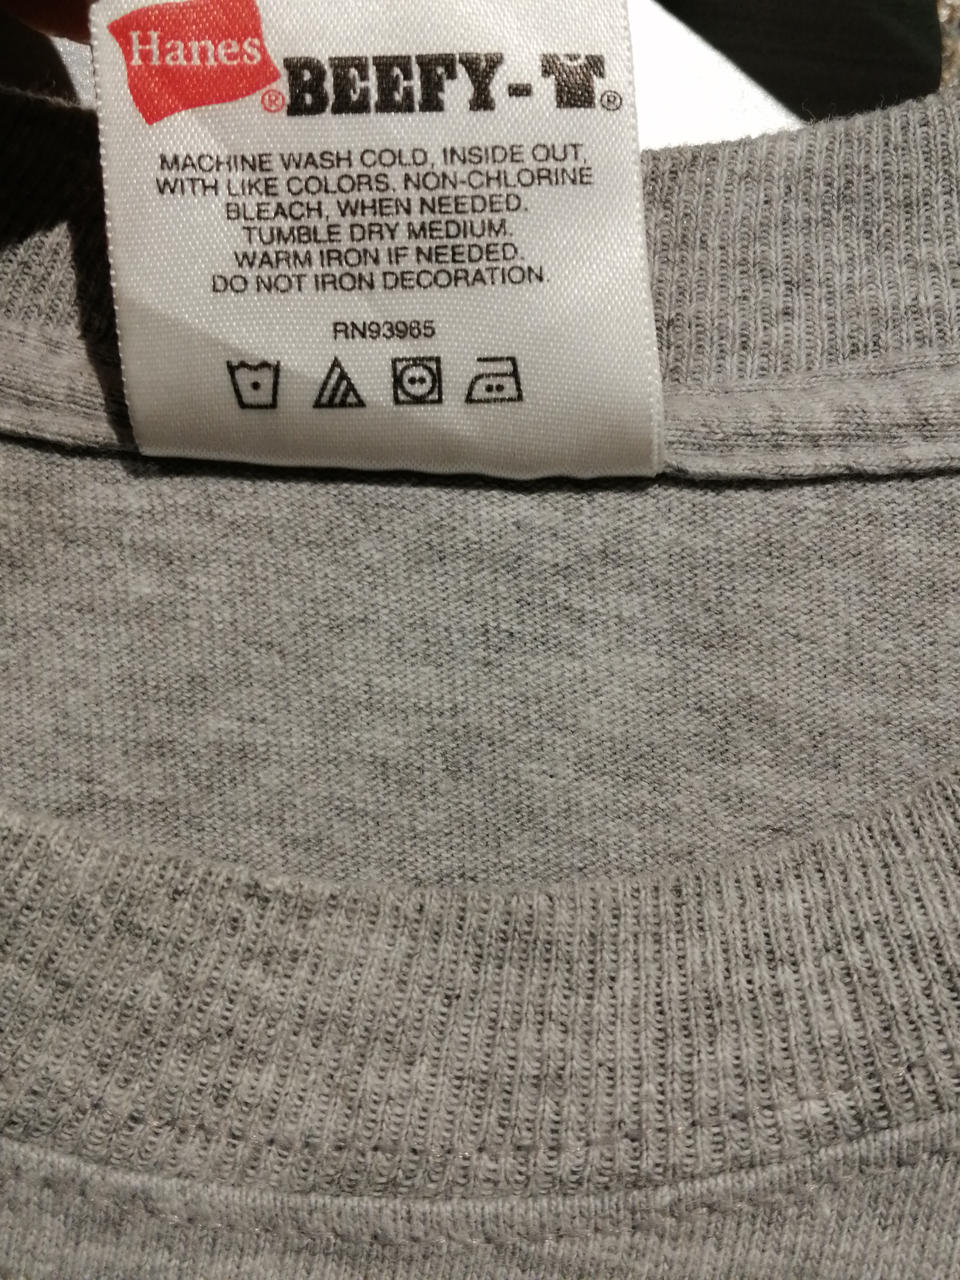 Hanes
® BEEFY-T®
MACHINE WASH COLD, INSIDE OUT,
WITH LIKE COLORS. NON-CHLORINE
BLEACH, WHEN NEEDED.
TUMBLE DRY MEDIUM.
WARM IRON IF NEEDED.
DO NOT IRON DECORATION.
RN93965